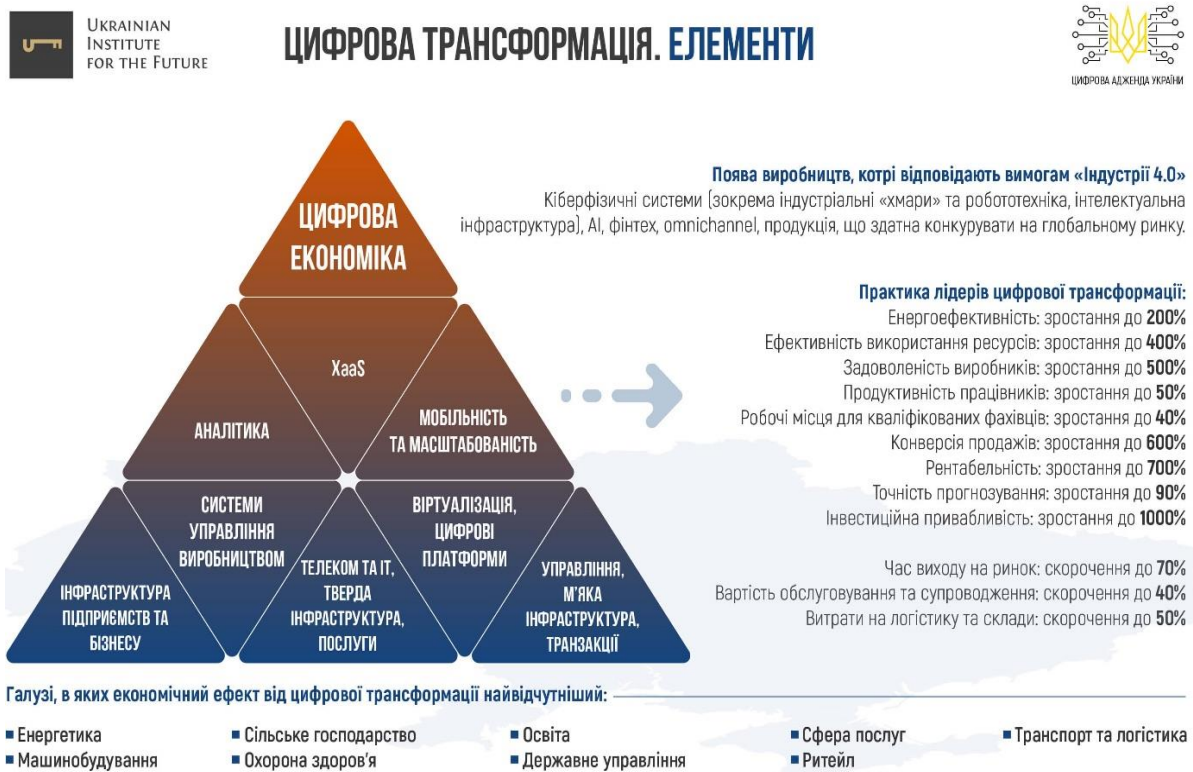 UKRAINIAN
INSTITUTE
FOR THE FUTURE
ЦИФРОВА ТРАНСФОРМАЦІЯ. ЕЛЕМЕНТИ
ЦИФРОВА АДЖЕНДА УКРАЇНИ
ЦИФРОВА
ЕКОНОМІКА
XaaS
АНАЛІТИКА
МОБІЛЬНІСТЬ
ТА МАСШТАБОВАНІСТЬ
СИСТЕМИ
УПРАВЛІННЯ
ВИРОБНИЦТВОМ
ВІРТУАЛІЗАЦІЯ,
ЦИФРОВІ
ПЛАТФОРМИ
ІНФРАСТРУКТУРА
ПІДПРИЄМСТВ ТА
БІЗНЕСУ
ТЕЛЕКОМ ТА ІТ,
ТВЕРДА
ІНФРАСТРУКТУРА,
ПОСЛУГИ
УПРАВЛІННЯ,
М'ЯКА
ІНФРАСТРУКТУРА,
ТРАНЗАКЦІЇ
Поява виробництв, котрі відповідають вимогам «Індустрії 4.0»
Кіберфізичні системи (зокрема індустріальні «хмари» та робототехніка, інтелектуальна
інфраструктура), AI, фінтех, omnichannel, продукція, що здатна конкурувати на глобальному ринку.
Практика лідерів цифрової трансформації:
Енергоефективність: зростання до 200%
Ефективність використання ресурсів: зростання до 400%
Задоволеність виробників: зростання до 500%
Продуктивність працівників: зростання до 50%
Робочі місця для кваліфікованих фахівців: зростання до 40%
Конверсія продажів: зростання до 600%
Рентабельність: зростання до 700%
Точність прогнозування: зростання до 90%
Інвестиційна привабливість: зростання до 1000%
Час виходу на ринок: скорочення до 70%
Вартість обслуговування та супроводження: скорочення до 40%
Витрати на логістику та склади: скорочення до 50%
Галузі, в яких економічний ефект від цифрової трансформації найвідчутніший:
▪ Енергетика
▪ Машинобудування
▪ Сільське господарство
▪ Охорона здоров'я
▪ Освіта
▪ Державне управління
▪ Сфера послуг
▪ Ритейл
▪ Транспорт та логістика